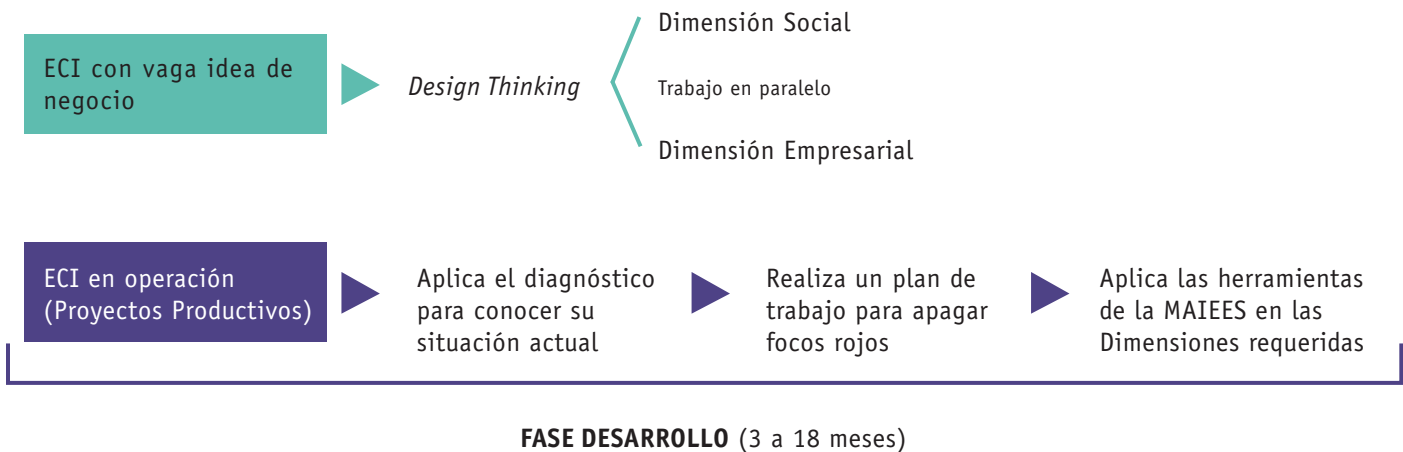 ECI con vaga idea de
negocio
Design Thinking
Dimensión Social
Trabajo en paralelo
Dimensión Empresarial
ECI en operación
(Proyectos Productivos)
Aplica el diagnóstico
para conocer su
situación actual
Realiza un plan de
trabajo para apagar
focos rojos
Aplica las herramientas
de la MAIEES en las
Dimensiones requeridas
FASE DESARROLLO (3 a 18 meses)